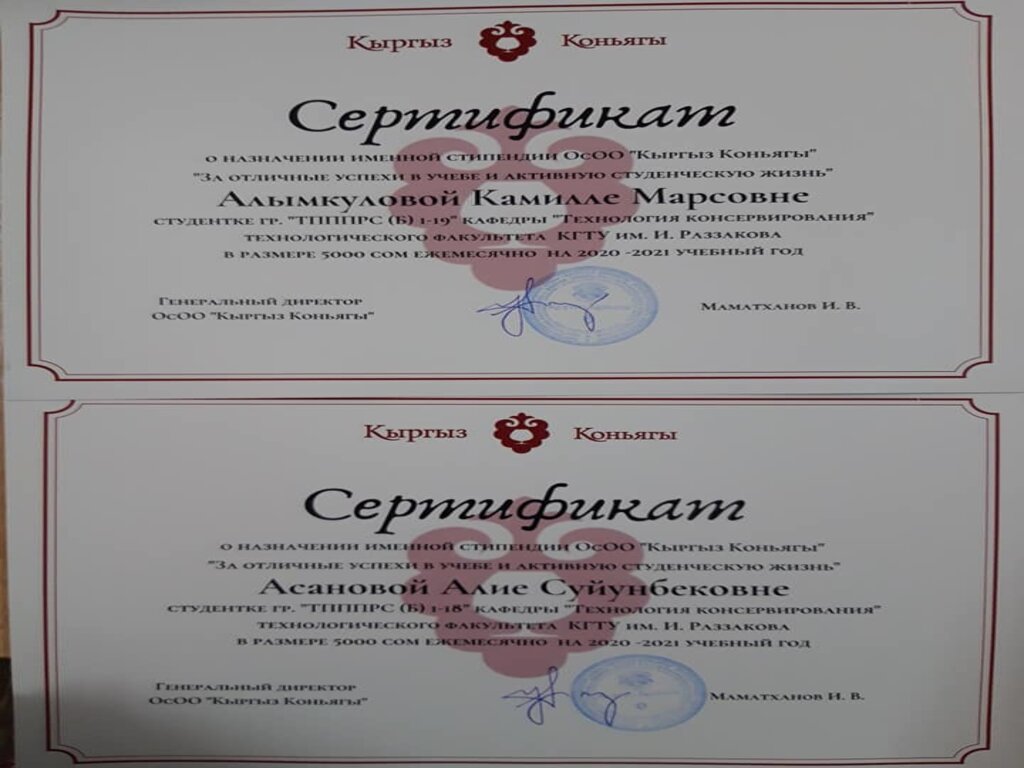 Кыргыз Коньягы
Сертификат
о назначении именной стипендии ОсОО "Кыргыз Коньягы"
"За отличные успехи в учебе и активную студенческую жизнь"
Алымкуловой Камилле Марсовне
студентке гр. "ТППППРС (б) 1-19" кафедры "Технология консервирования"
технологического факультета КГТУ им. И. Раззакова
в размере 5000 сом ежемесячно на 2020 -2021 учебный год
Генеральный директор
ОсОО "Кыргыз Коньягы"
Маматханов И. В.
Кыргыз Коньягы
Сертификат
о назначении именной стипендии ОсОО "Кыргыз Коньягы"
"За отличные успехи в учебе и активную студенческую жизнь"
Асановой Алие Суйунбековне
студентке гр. "ТППППРС (б) 1-18" кафедры "Технология консервирования"
технологического факультета КГТУ им. И. Раззакова
в размере 5000 сом ежемесячно на 2020 -2021 учебный год
Генеральный директор
ОсОО "Кыргыз Коньягы"
Маматханов И. В.